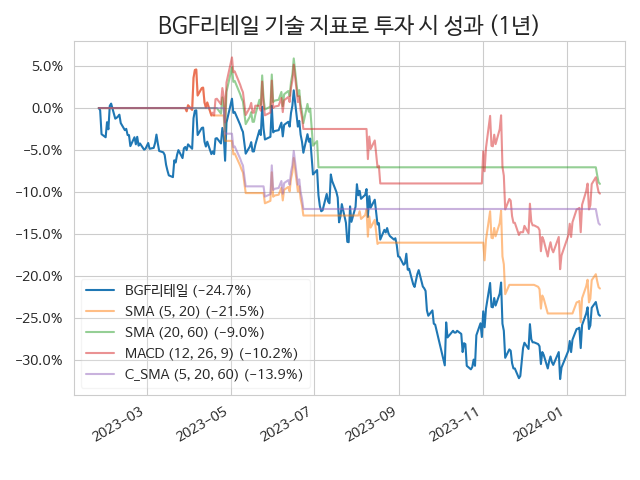 BGF리테일 기술 지표로 투자 시 성과 (1년)
5.0%
0.0%
−5.0%
−10.0%
−15.0%
−20.0%
−25.0%
−30.0%
BGF리테일 (−24.7%)
SMA (5, 20) (−21.5%)
SMA (20, 60) (−9.0%)
MACD (12, 26, 9) (−10.2%)
C_SMA (5, 20, 60) (−13.9%)
2023-03
2023-05
2023-07
2023-09
2023-11
2024-01